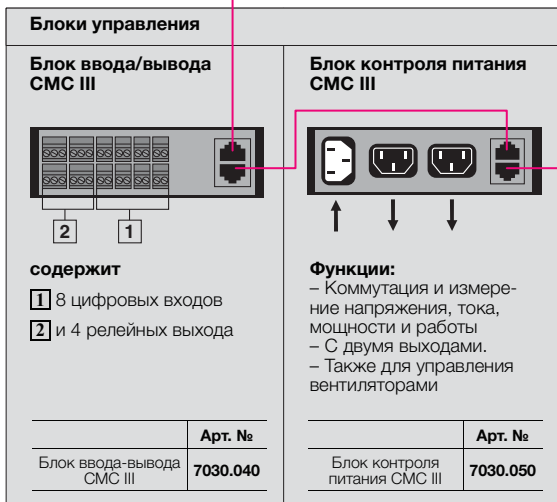 Блоки управления
Блок ввода/вывода
CMC III
2
1
содержит
1 8 цифровых входов
2 и 4 релейных выхода
Арт. №
Блок ввода-вывода
CMC III
7030.040
Блок контроля питания
CMC III
Функции:
– Коммутация и измере-
ние напряжения, тока,
мощности и работы
– С двумя выходами.
– Также для управления
вентиляторами
Арт. №
Блок контроля
питания CMC III
7030.050